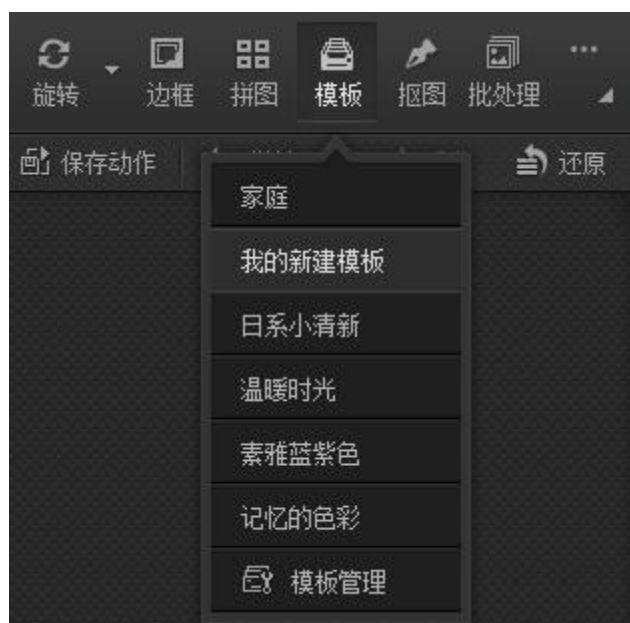 旋转 边框 拼图 模板 抠图 批处理
保存动作 还原
家庭
我的新建模板
日系小清新
温暖时光
素雅蓝紫色
记忆的色彩
模板管理